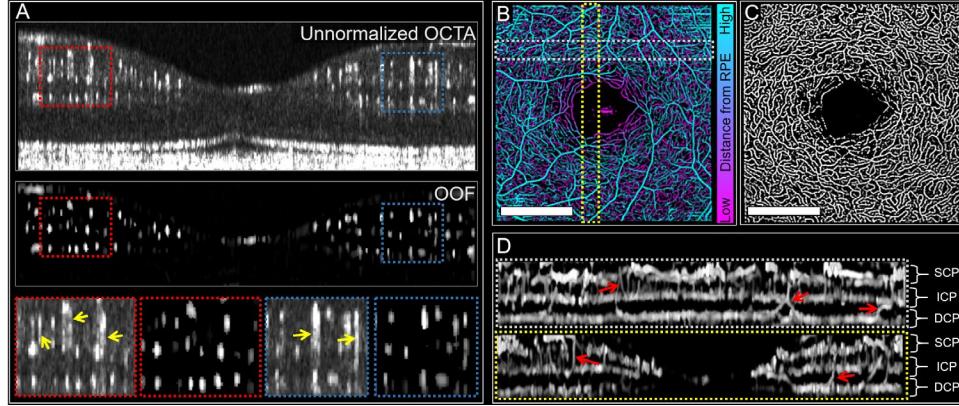 A
Unnormalized OCTA
OOF
B
Low Distance from RPE High
C
D
SCP
ICP
DCP
SCP
ICP
DCP